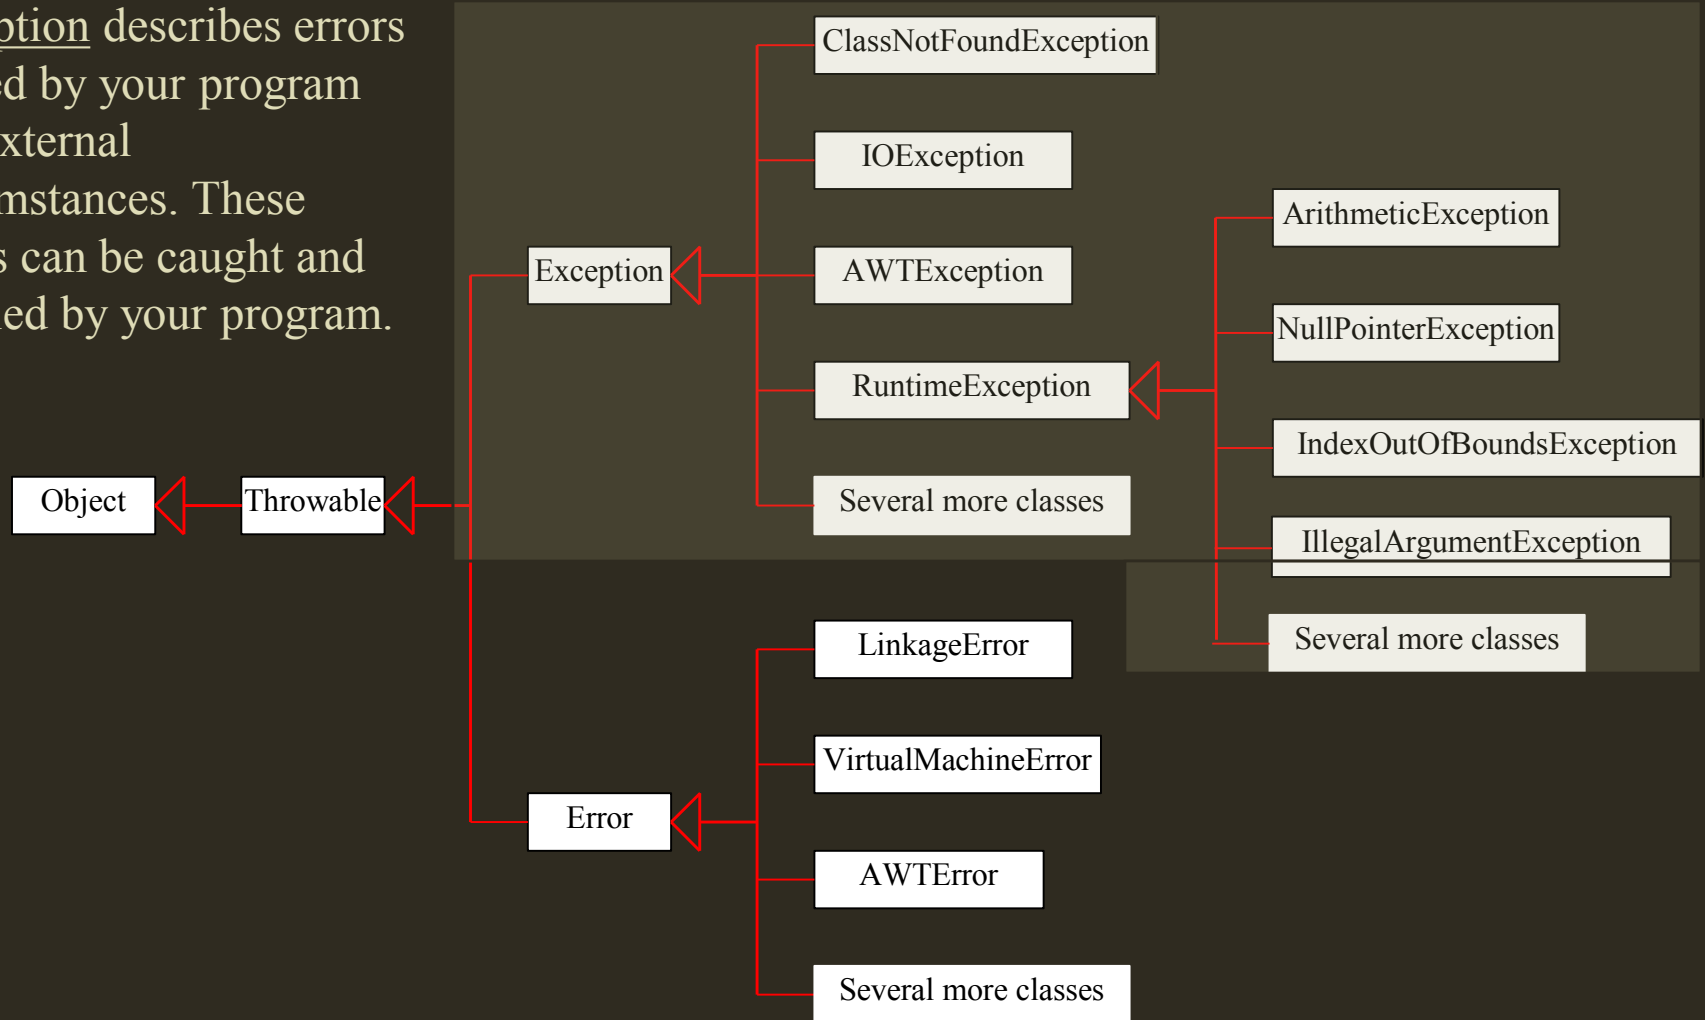 ption describes errors
ed by your program
xternal
mstances. These
s can be caught and
led by your program.
ClassNotFoundException
IOException
ArithmeticException
Exception
AWTException
NullPointerException
RuntimeException
IndexOutOfBoundsException
Object
Throwable
Several more classes
IllegalArgumentException
Several more classes
LinkageError
VirtualMachineError
Error
AWTError
Several more classes